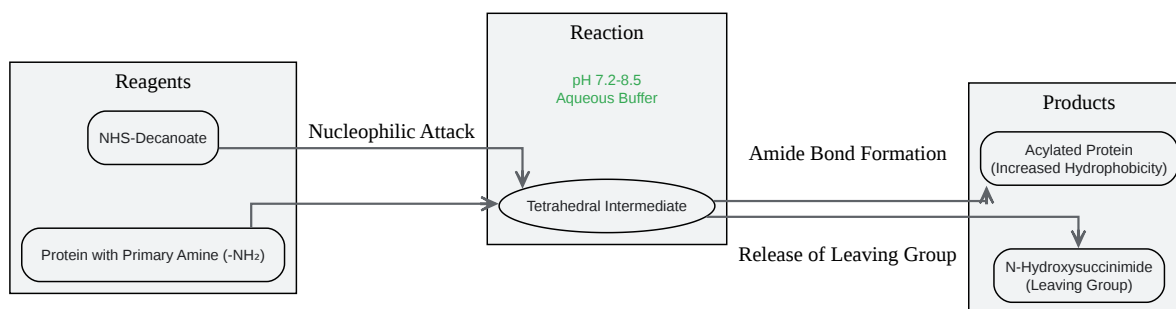 Reagents
NHS-Decanoate
Protein with Primary Amine (-NH₂)
Nucleophilic Attack
Reaction
pH 7.2-8.5
Aqueous Buffer
Tetrahedral Intermediate
Amide Bond Formation
Release of Leaving Group
Products
Acylated Protein
(Increased Hydrophobicity)
N-Hydroxysuccinimide
(Leaving Group)